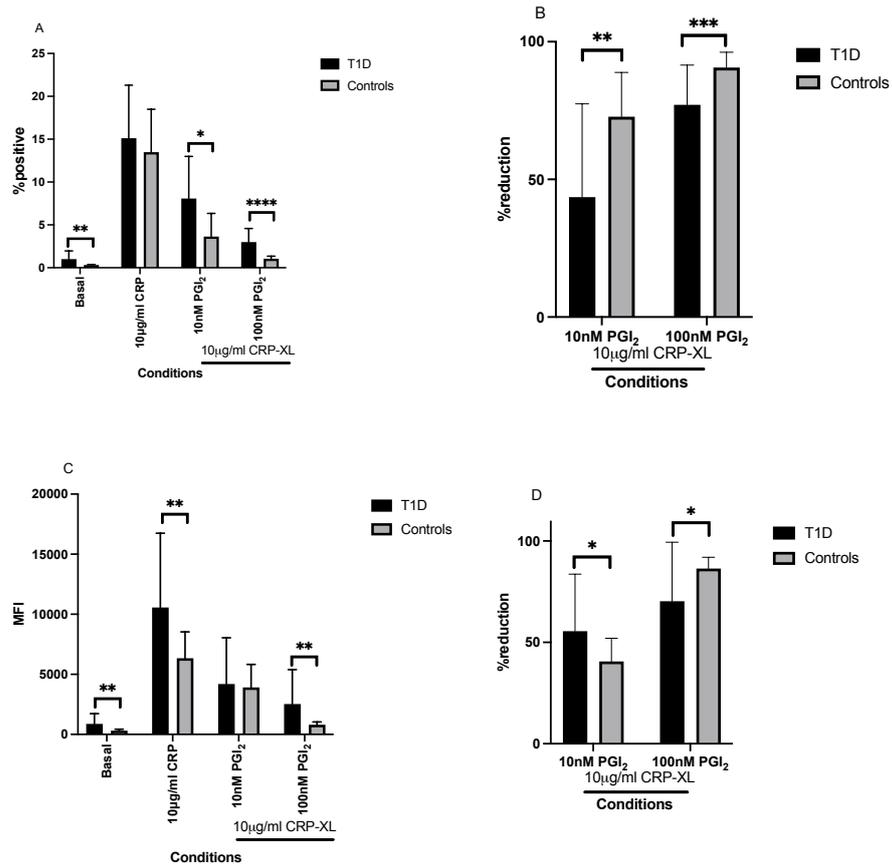 A
25
20
15
10
5
0
%positive
T1D
Controls
**
*
****
Basal
10µg/ml CRP
10nM PGI₂
100nM PGI₂
10µg/ml CRP-XL
Conditions
B
100
50
0
%reduction
T1D
Controls
**
***
10nM PGI₂ 100nM PGI₂
10µg/ml CRP-XL
Conditions
C
20000
15000
10000
5000
0
MFI
T1D
Controls
**
**
**
Basal
10µg/ml CRP
10nM PGI₂
100nM PGI₂
10µg/ml CRP-XL
Conditions
D
100
50
0
%reduction
T1D
Controls
*
*
10nM PGI₂ 100nM PGI₂
10µg/ml CRP-XL
Conditions